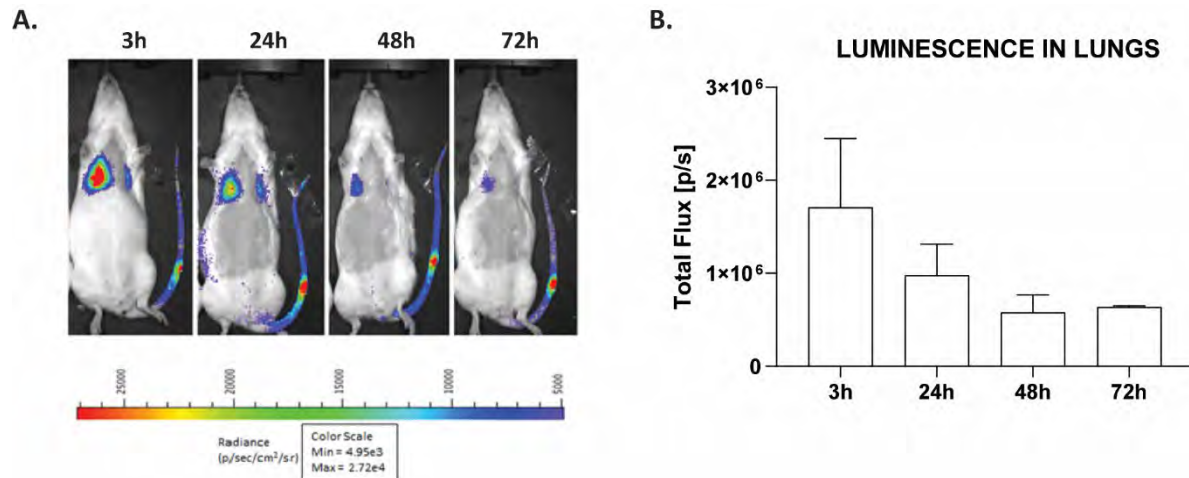 A.
3h 24h 48h 72h
25000 20000 15000 10000 5000
Radiance
(p/sec/cm²/sr)
Color Scale
Min = 4.95e3
Max = 2.72e4
B.
LUMINESCENCE IN LUNGS
Total Flux [p/s]
3×10⁶
2×10⁶
1×10⁶
0
3h 24h 48h 72h